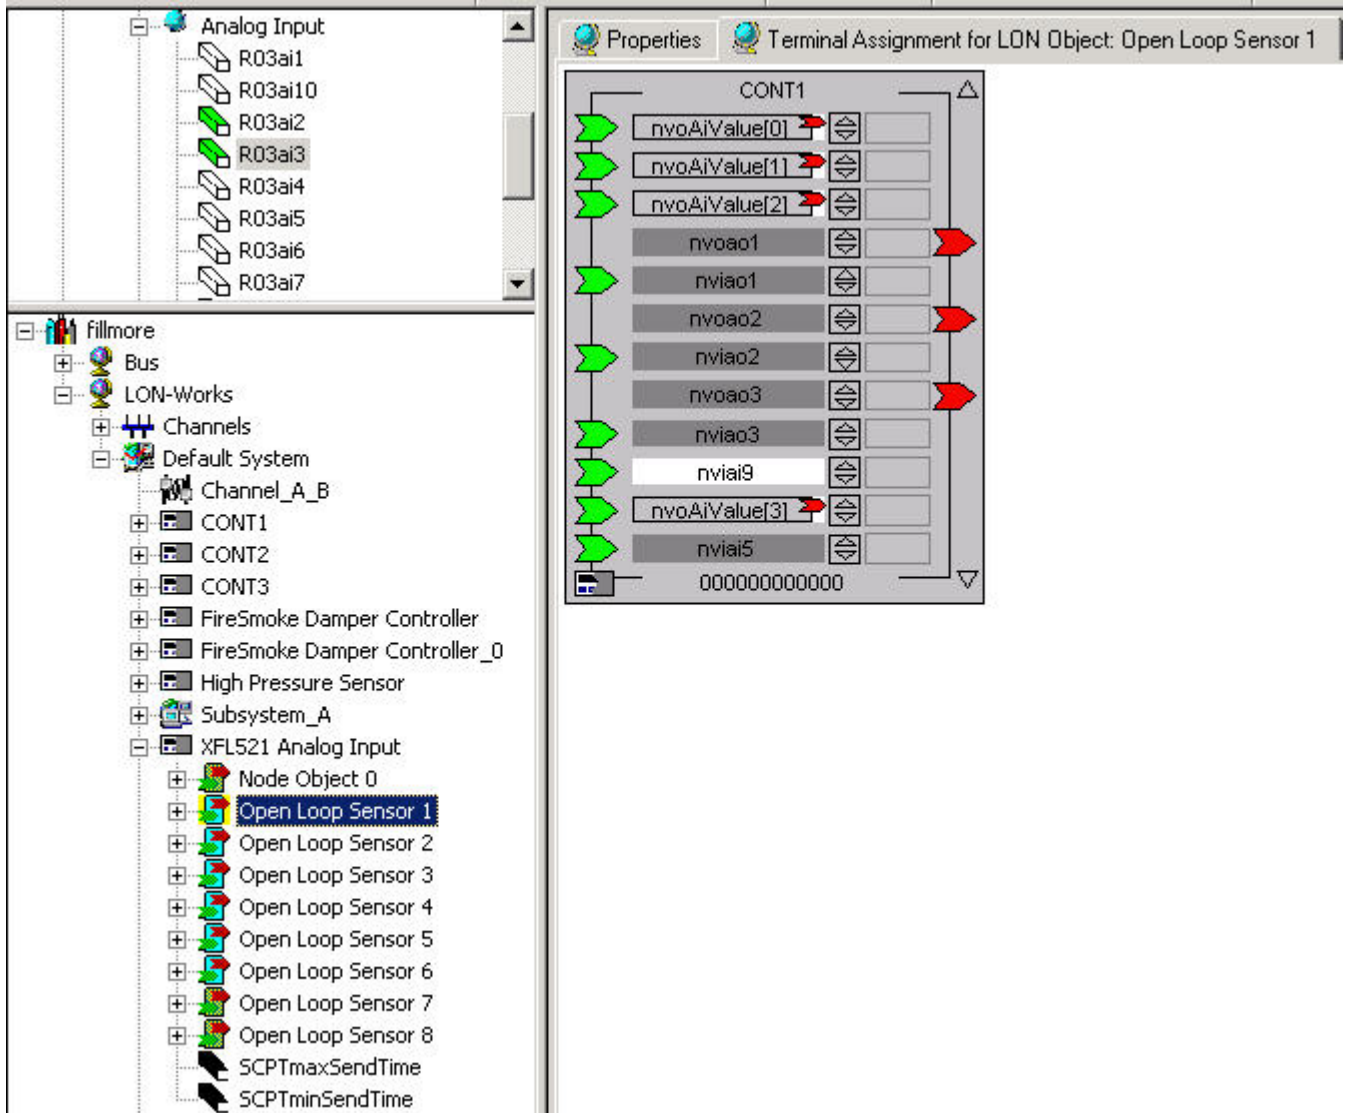 Analog Input
R03ai1
R03ai10
R03ai2
R03ai3
R03ai4
R03ai5
R03ai6
R03ai7
fillmore
Bus
LON-Works
Channels
Default System
Channel_A_B
CONT1
CONT2
CONT3
FireSmoke Damper Controller
FireSmoke Damper Controller_0
High Pressure Sensor
Subsystem_A
XFL521 Analog Input
Node Object 0
Open Loop Sensor 1
Open Loop Sensor 2
Open Loop Sensor 3
Open Loop Sensor 4
Open Loop Sensor 5
Open Loop Sensor 6
Open Loop Sensor 7
Open Loop Sensor 8
SCPTmaxSendTime
SCPTminSendTime
Properties
Terminal Assignment for LON Object: Open Loop Sensor 1
CONT1
nvoAiValue[0]
nvoAiValue[1]
nvoAiValue[2]
nvoao1
nviao1
nvoao2
nviao2
nvoao3
nviao3
nviai9
nvoAiValue[3]
nviai5
000000000000